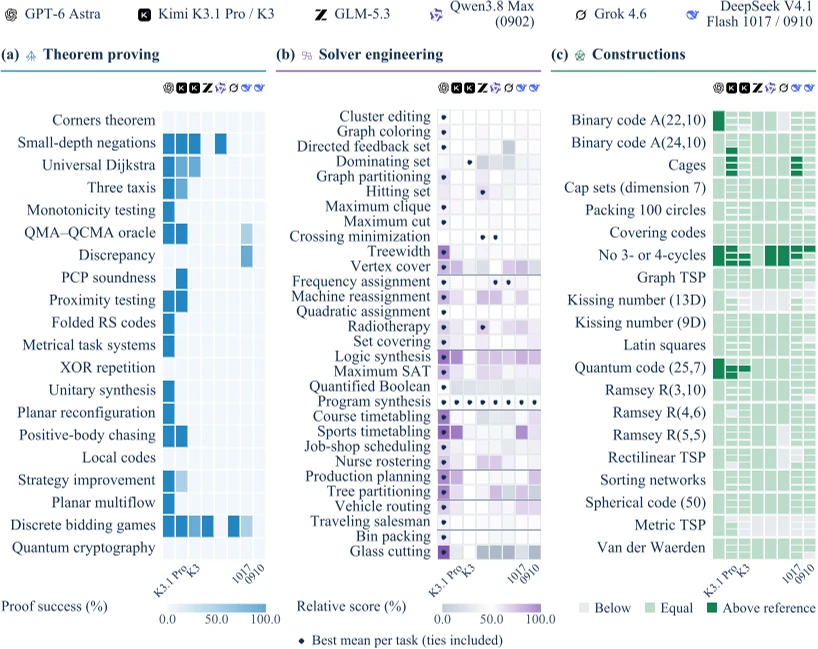 GPT-6 Astra
Kimi K3.1 Pro / K3
GLM-5.3
Qwen3.8 Max
(0902)
Grok 4.6
DeepSeek V4.1
Flash 1017 / 0910
(a) Theorem proving
Corners theorem
Small-depth negations
Universal Dijkstra
Three taxis
Monotonicity testing
QMA–QCMA oracle
Discrepancy
PCP soundness
Proximity testing
Folded RS codes
Metrical task systems
XOR repetition
Unitary synthesis
Planar reconfiguration
Positive-body chasing
Local codes
Strategy improvement
Planar multiflow
Discrete bidding games
Quantum cryptography
K3.1 Pro
K3
1017
0910
Proof success (%)
0.0 50.0 100.0
(b) Solver engineering
Cluster editing
Graph coloring
Directed feedback set
Dominating set
Graph partitioning
Hitting set
Maximum clique
Maximum cut
Crossing minimization
Treewidth
Vertex cover
Frequency assignment
Machine reassignment
Quadratic assignment
Radiotherapy
Set covering
Logic synthesis
Maximum SAT
Quantified Boolean
Program synthesis
Course timetabling
Sports timetabling
Job-shop scheduling
Nurse rostering
Production planning
Tree partitioning
Vehicle routing
Traveling salesman
Bin packing
Glass cutting
K3.1 Pro
K3
1017
0910
Relative score (%)
0.0 50.0 100.0
Best mean per task (ties included)
(c) Constructions
Binary code A(22,10)
Binary code A(24,10)
Cages
Cap sets (dimension 7)
Packing 100 circles
Covering codes
No 3- or 4-cycles
Graph TSP
Kissing number (13D)
Kissing number (9D)
Latin squares
Quantum code (25,7)
Ramsey R(3,10)
Ramsey R(4,6)
Ramsey R(5,5)
Rectilinear TSP
Sorting networks
Spherical code (50)
Metric TSP
Van der Waerden
K3.1 Pro
K3
1017
0910
Below
Equal
Above reference